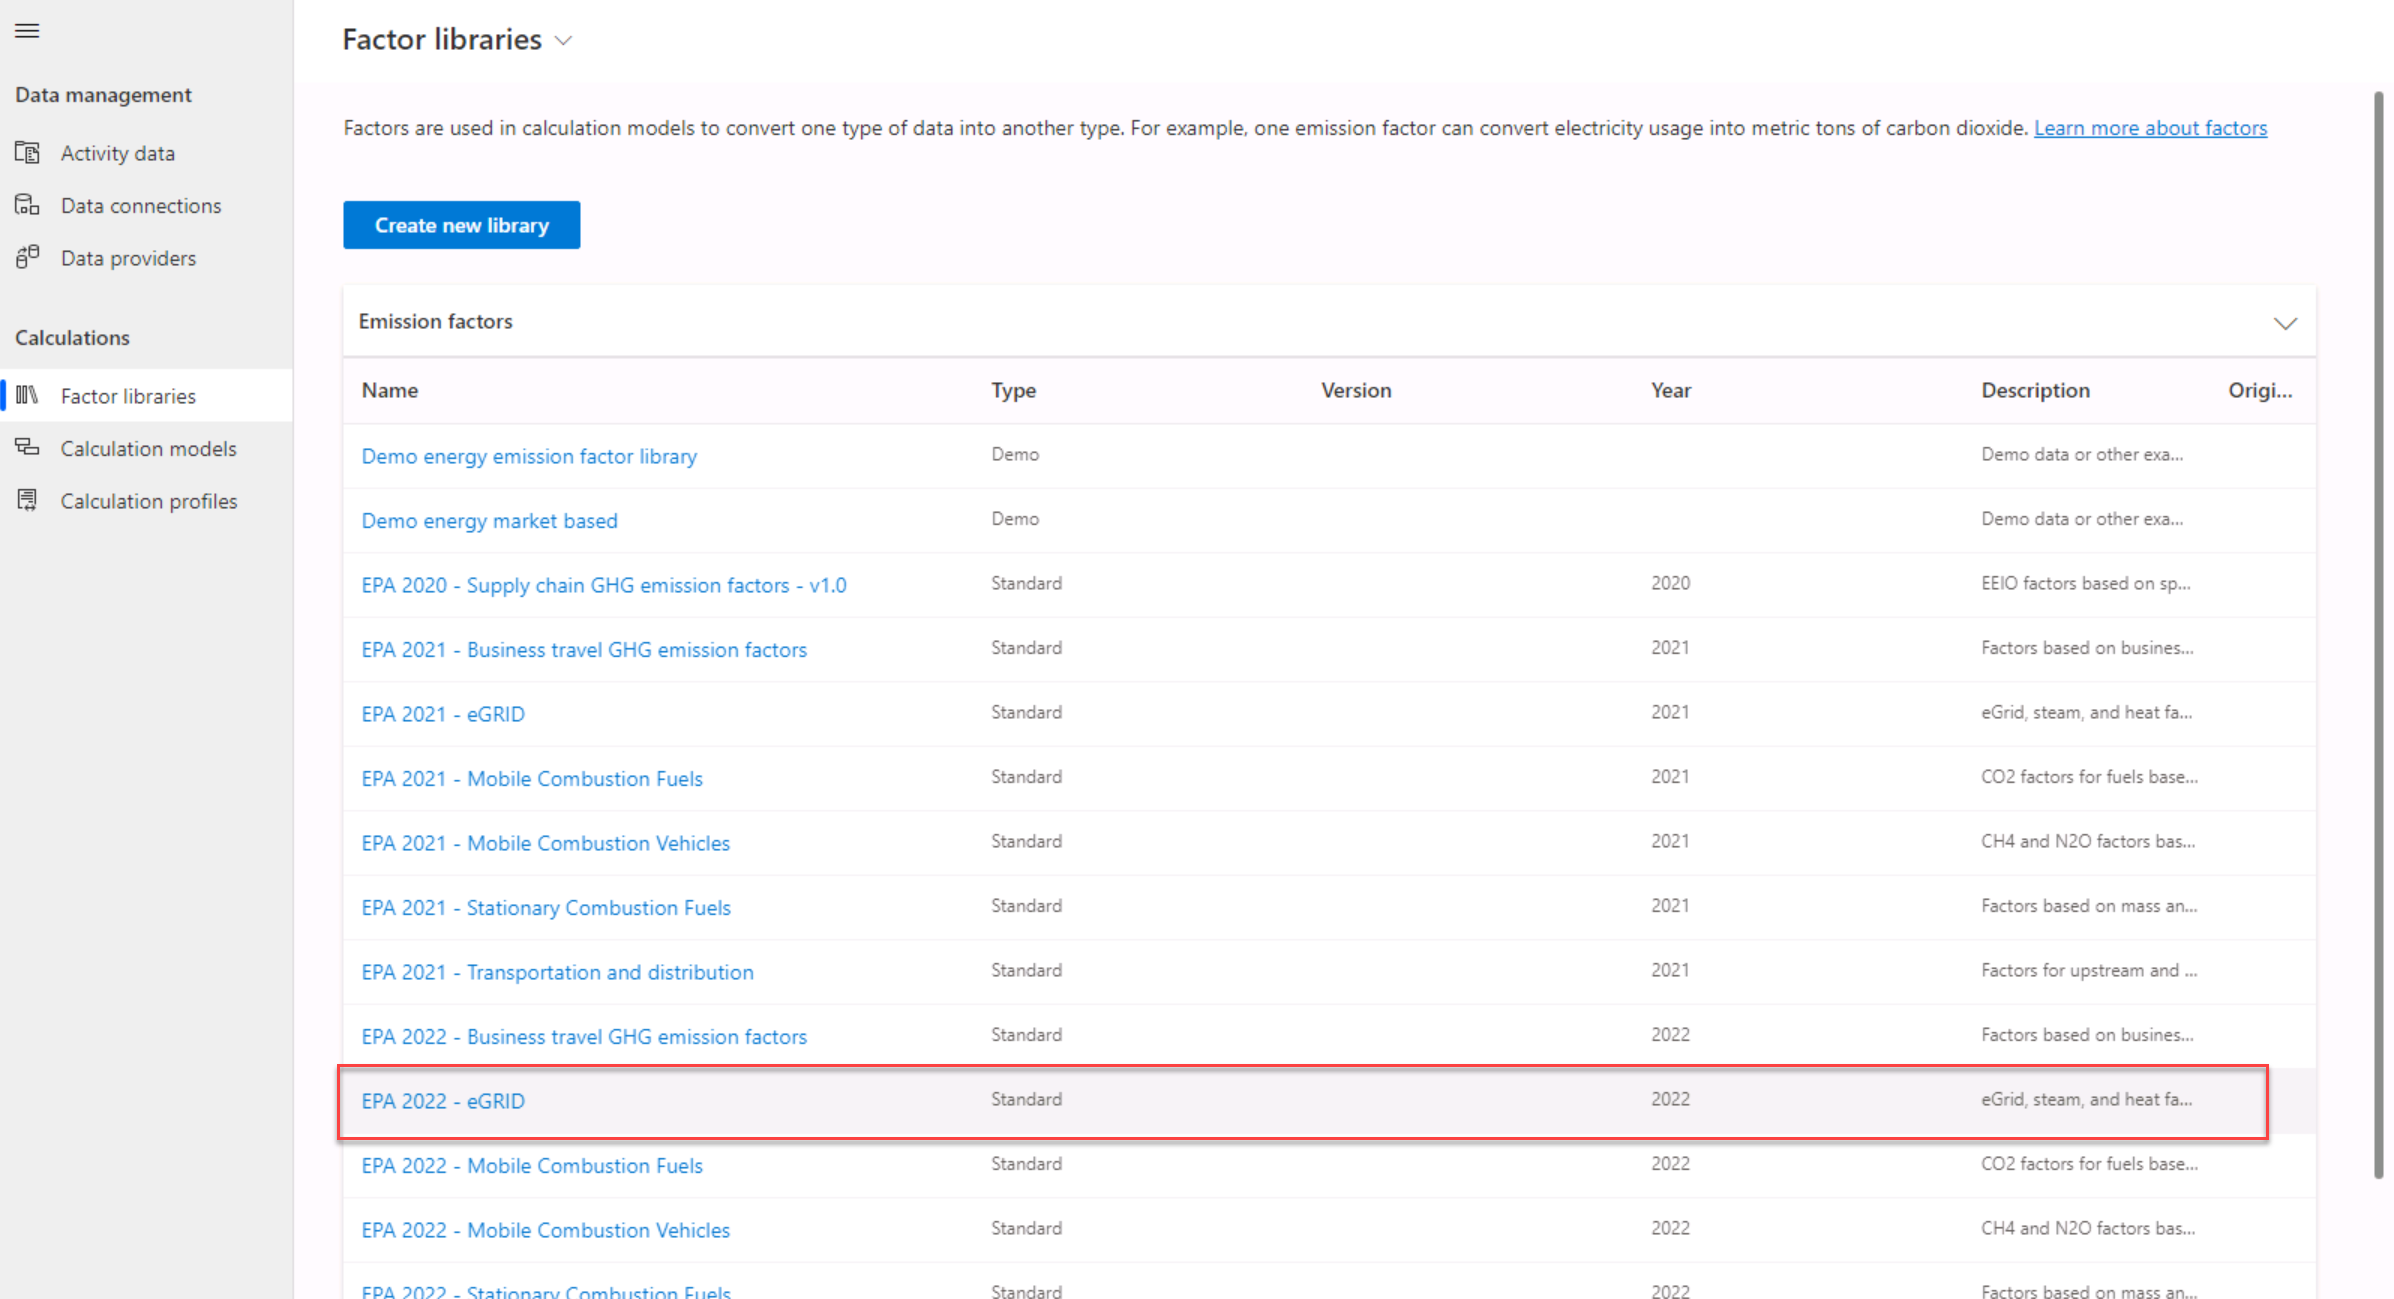 Factor libraries
Data management
Activity data
Data connections
Data providers
Calculations
Factor libraries
Calculation models
Calculation profiles
Factors are used in calculation models to convert one type of data into another type. For example, one emission factor can convert electricity usage into metric tons of carbon dioxide. Learn more about factors
Create new library
Emission factors
Name Type Version Year Description Origi...
Demo energy emission factor library Demo Demo data or other exa...
Demo energy market based Demo Demo data or other exa...
EPA 2020 - Supply chain GHG emission factors - v1.0 Standard 2020 EEIO factors based on sp...
EPA 2021 - Business travel GHG emission factors Standard 2021 Factors based on busines...
EPA 2021 - eGRID Standard 2021 eGrid, steam, and heat fa...
EPA 2021 - Mobile Combustion Fuels Standard 2021 CO2 factors for fuels base...
EPA 2021 - Mobile Combustion Vehicles Standard 2021 CH4 and N2O factors bas...
EPA 2021 - Stationary Combustion Fuels Standard 2021 Factors based on mass an...
EPA 2021 - Transportation and distribution Standard 2021 Factors for upstream and ...
EPA 2022 - Business travel GHG emission factors Standard 2022 Factors based on busines...
EPA 2022 - eGRID Standard 2022 eGrid, steam, and heat fa...
EPA 2022 - Mobile Combustion Fuels Standard 2022 CO2 factors for fuels base...
EPA 2022 - Mobile Combustion Vehicles Standard 2022 CH4 and N2O factors bas...
EPA 2022 - Stationary Combustion Fuels Standard 2022 Factors based on mass an...